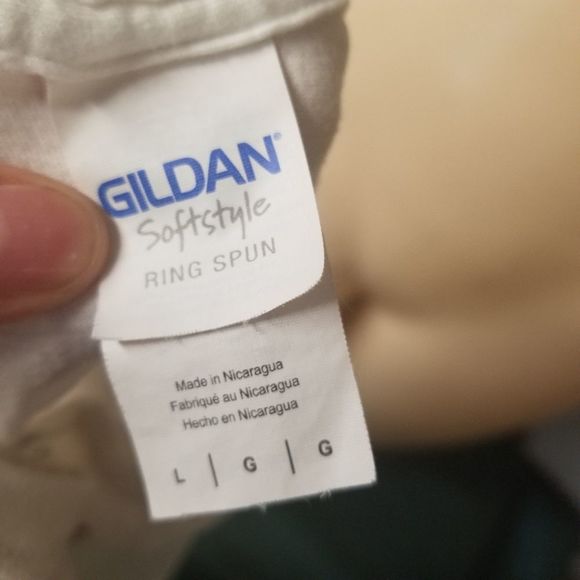 GILDAN®
Softstyle
RING SPUN
Made in Nicaragua
Fabriqué au Nicaragua
Hecho en Nicaragua
L | G | G